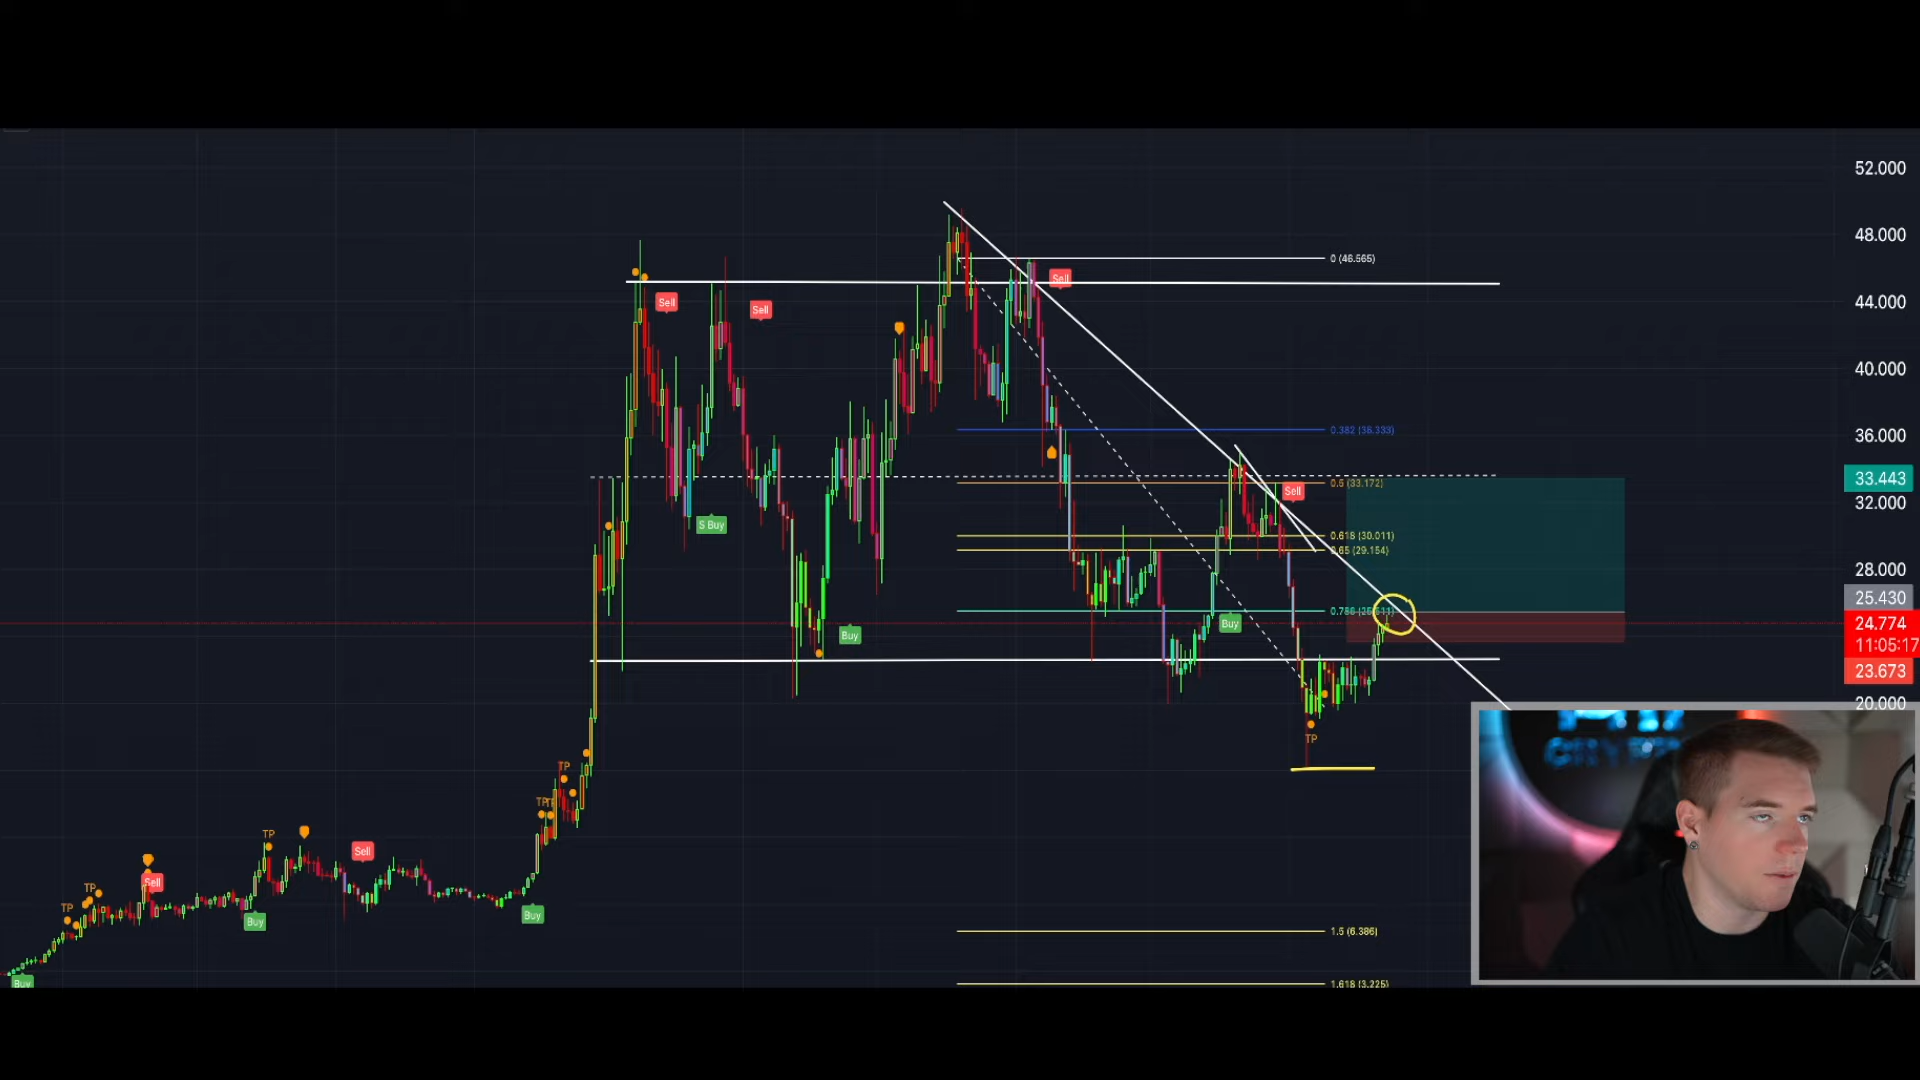 52.000
48.000
0 (46.565)
Sell
44.000
Sell
Sell
40.000
36.000
0.382 (36.333)
33.443
0.5 (33.172)
Sell
32.000
S Buy
0.618 (30.011)
0.65 (29.154)
28.000
25.430
Buy
Buy
24.774
11:05:17
23.673
20.000
TP
TP
TP
TP
Sell
Sell
TP
TP
Buy
Buy
1.5 (6.386)
Buy
1.618 (3.225)